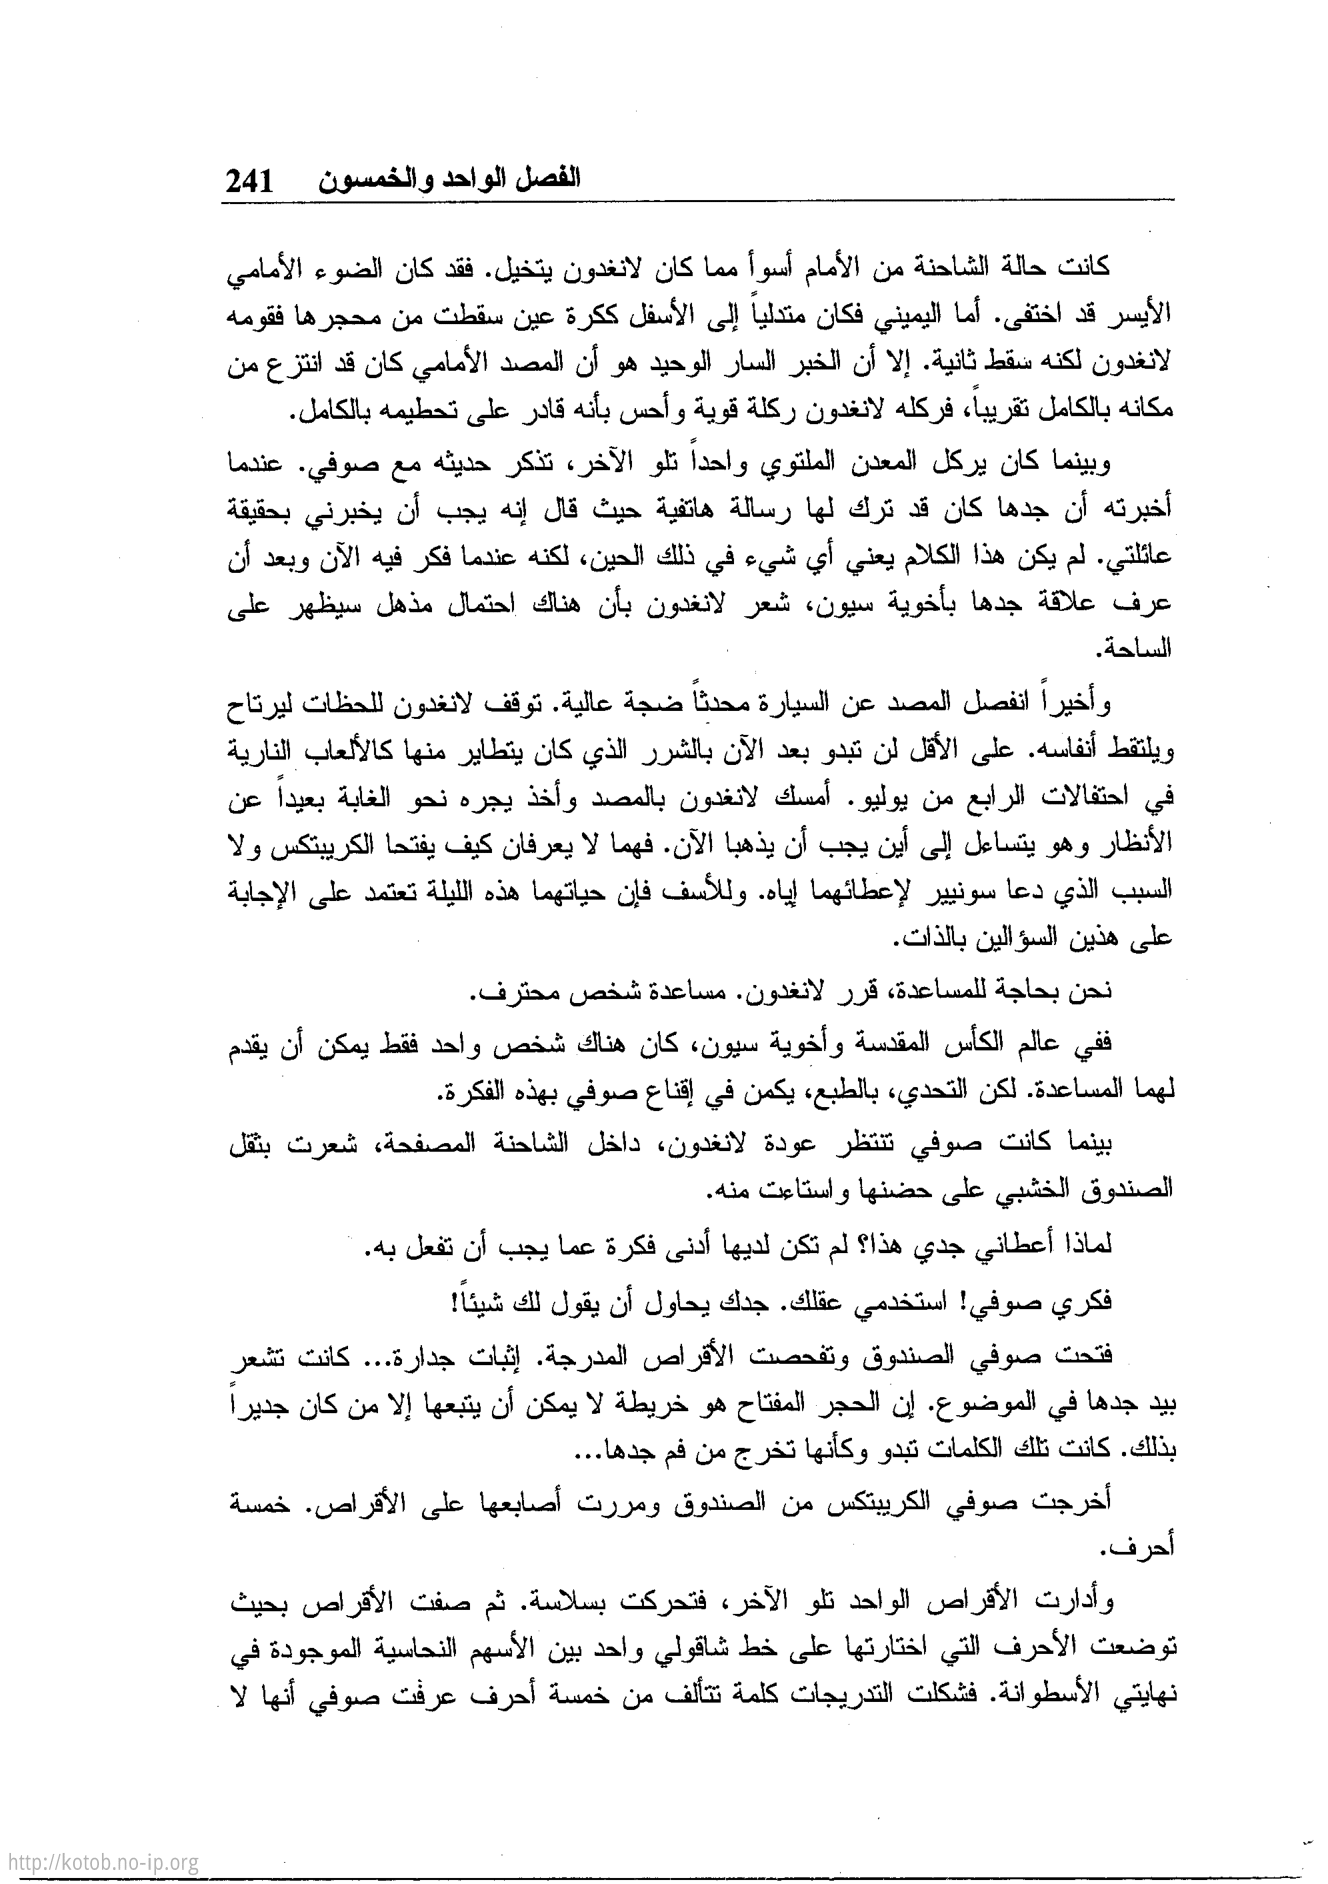 الفصل الواحد والخمسون 241
كانت حالة الشاحنة من الأمام أسوأ مما كان لانغدون يتخيل. فقد كان الضوء الأمامي
الأيسر قد اختفى. أما اليميني فكان متدلياً إلى الأسفل ككرة عين سقطت من محجرها فقومه
لانغدون لكنه سقط ثانية. إلا أن الخبر السار الوحيد هو أن المصد الأمامي كان قد انتزع من
مكانه بالكامل تقريباً، فركله لانغدون ركلة قوية وأحس بأنه قادر على تحطيمه بالكامل.
وبينما كان يركل المعدن الملتوي واحداً تلو الآخر، تذكر حديثه مع صوفي. عندما
أخبرته أن جدها كان قد ترك لها رسالة هاتفية حيث قال إنه يجب أن يخبرني بحقيقة
عائلتي. لم يكن هذا الكلام يعني أي شيء في ذلك الحين، لكنه عندما فكر فيه الآن وبعد أن
عرف علاقة جدها بأخوية سيون، شعر لانغدون بأن هناك احتمال مذهل سيظهر على
الساحة.
وأخيراً انفصل المصد عن السيارة محدثاً ضجة عالية. توقف لانغدون للحظات ليرتاح
ويلتقط أنفاسه. على الأقل لن تبدو بعد الآن بالشرر الذي كان يتطاير منها كالألعاب النارية
في احتفالات الرابع من يوليو. أمسك لانغدون بالمصد وأخذ يجره نحو الغابة بعيداً عن
الأنظار وهو يتساءل إلى أين يجب أن يذهبا الآن. فهما لا يعرفان كيف يفتحا الكريبتكس ولا
السبب الذي دعا سونيير لإعطائهما إياه. وللأسف فإن حياتهما هذه الليلة تعتمد على الإجابة
على هذين السؤالين بالذات.
نحن بحاجة للمساعدة، قرر لانغدون. مساعدة شخص محترف.
ففي عالم الكأس المقدسة وأخوية سيون، كان هناك شخص واحد فقط يمكن أن يقدم
لهما المساعدة. لكن التحدي، بالطبع، يكمن في إقناع صوفي بهذه الفكرة.
بينما كانت صوفي تنتظر عودة لانغدون، داخل الشاحنة المصفحة، شعرت بثقل
الصندوق الخشبي على حضنها واستاءت منه.
لماذا أعطاني جدي هذا؟ لم تكن لديها أدنى فكرة عما يجب أن تفعل به.
فكري صوفي! استخدمي عقلك. جدك يحاول أن يقول لك شيئاً!
فتحت صوفي الصندوق وتفحصت الأقراص المدرجة. إثبات جدارة... كانت تشعر
بيد جدها في الموضوع. إن الحجر المفتاح هو خريطة لا يمكن أن يتبعها إلا من كان جديراً
بذلك. كانت تلك الكلمات تبدو وكأنها تخرج من فم جدها...
أخرجت صوفي الكريبتكس من الصندوق ومررت أصابعها على الأقراص. خمسة
أحرف.
وأدارت الأقراص الواحد تلو الآخر، فتحركت بسلاسة. ثم صفت الأقراص بحيث
توضعت الأحرف التي اختارتها على خط شاقولي واحد بين الأسهم النحاسية الموجودة في
نهايتي الأسطوانة. فشكلت التدريجات كلمة تتألف من خمسة أحرف عرفت صوفي أنها لا
http://kotob.no-ip.org